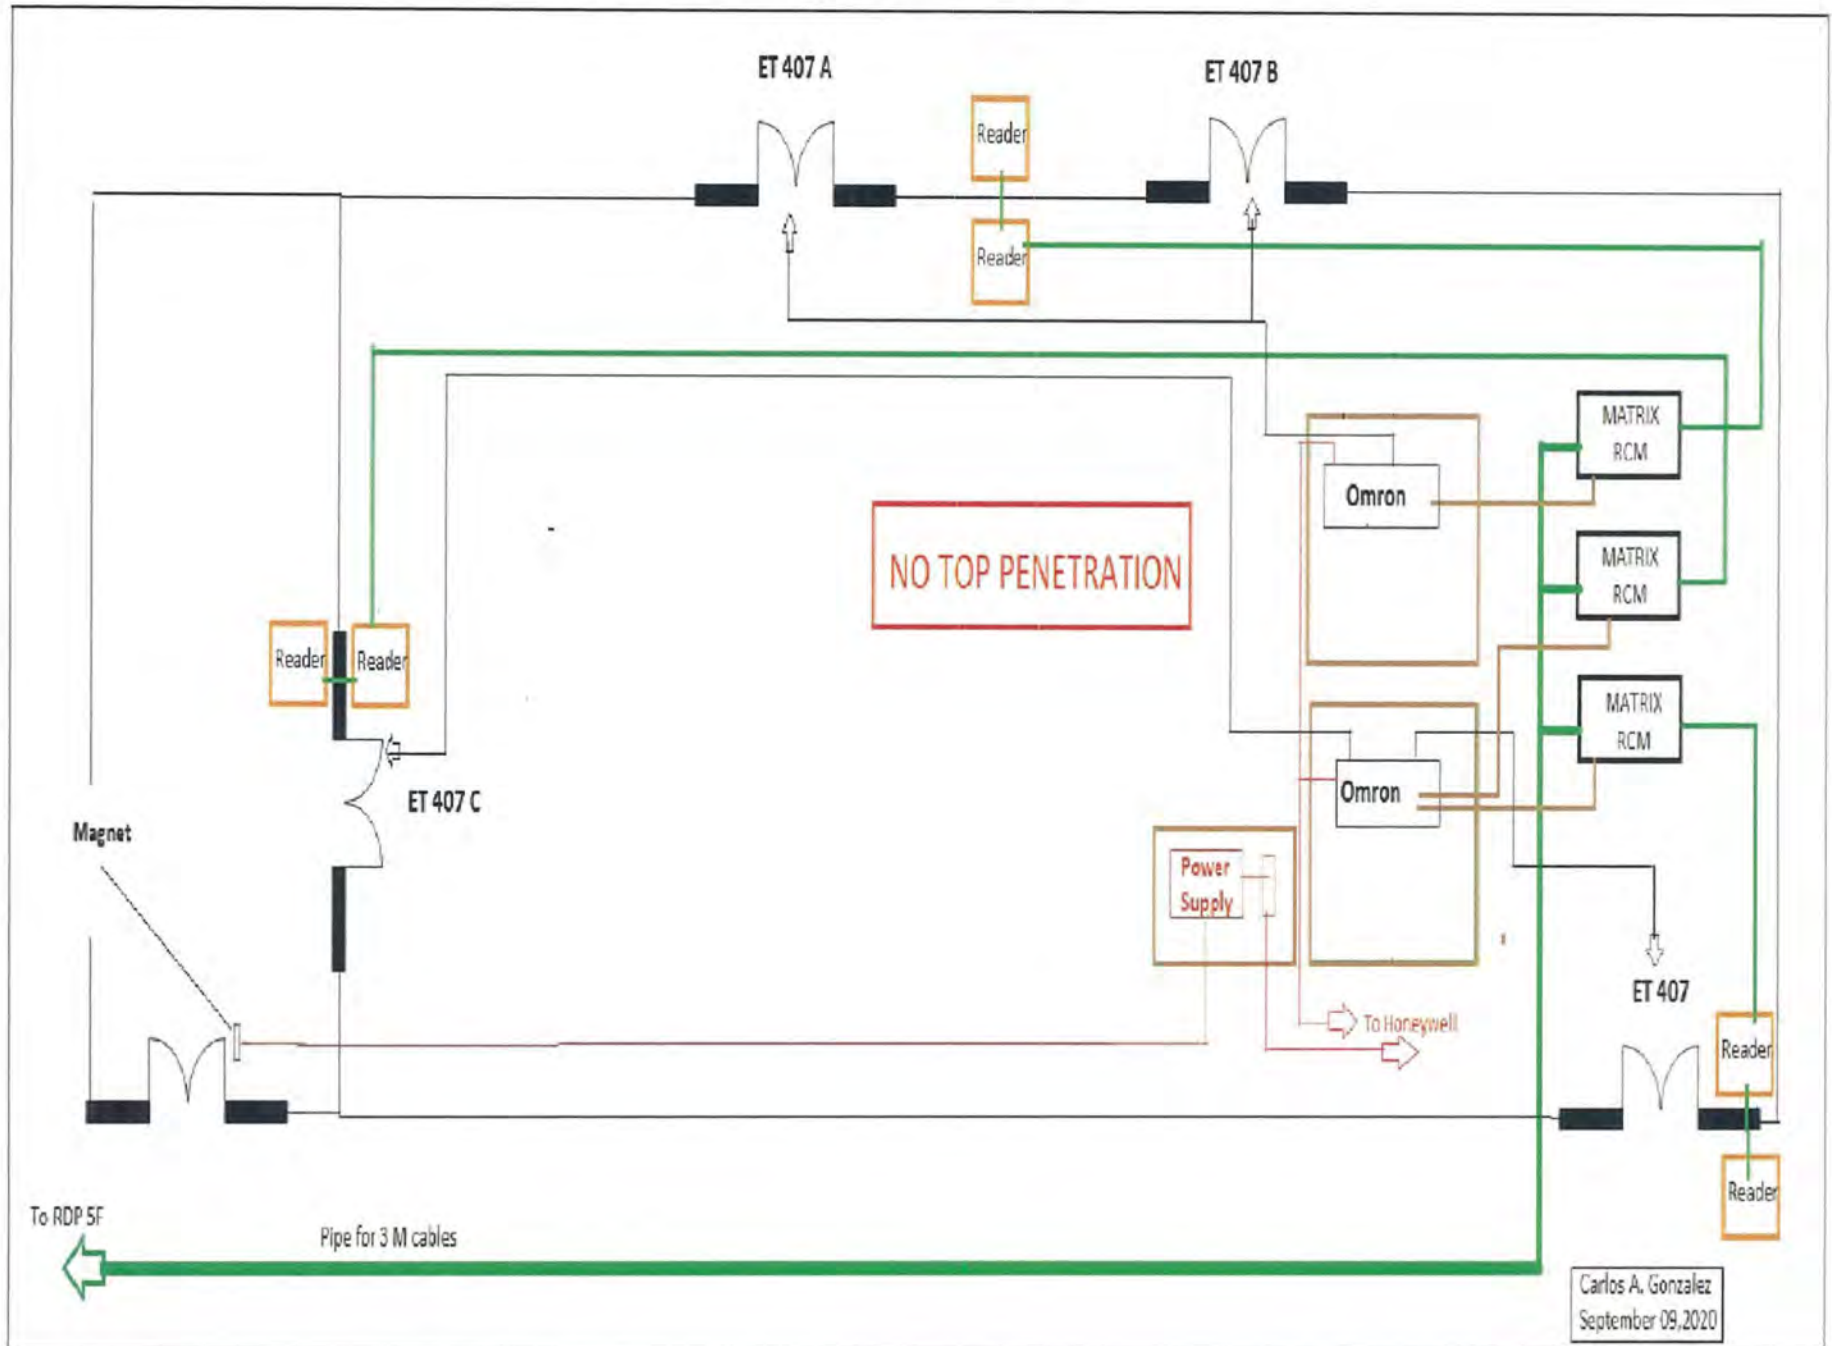 ET 407 A
ET 407 B
Reader
Reader
MATRIX
RCM
Omron
NO TOP PENETRATION
MATRIX
RCM
Reader
Reader
MATRIX
RCM
Omron
ET 407 C
Magnet
Power
Supply
ET 407
To Honeywell
Reader
Reader
To RDP 5F
Pipe for 3 M cables
Carlos A. Gonzalez
September 09,2020